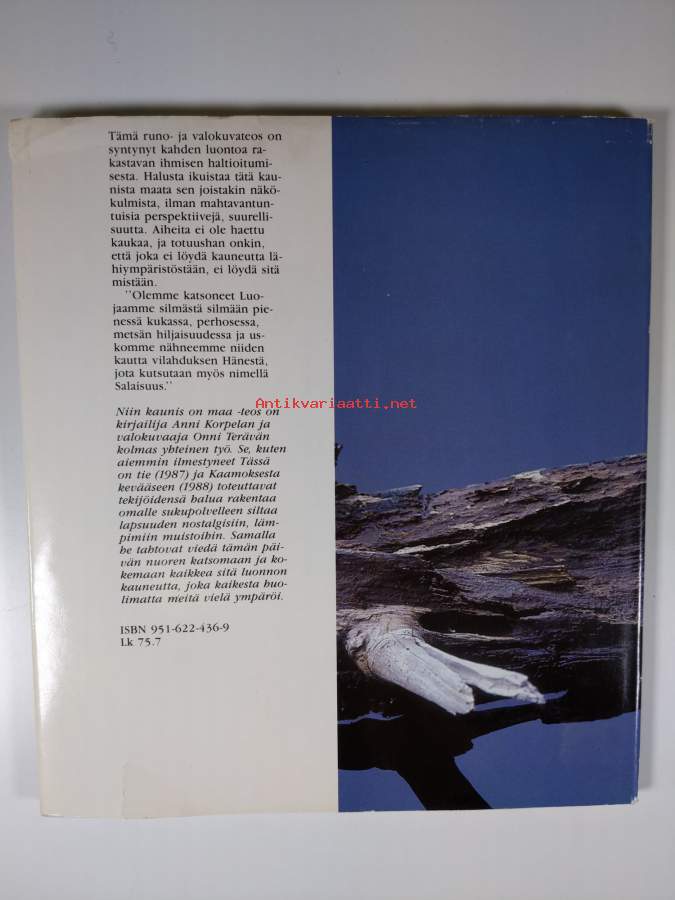 Tämä runo- ja valokuvateos on
syntynyt kahden luontoa ra-
kastavan ihmisen haltioitumi-
sesta. Halusta ikuistaa tätä kau-
nista maata sen joistakin näkö-
kulmista, ilman mahtavantun-
tuisia perspektiivejä, suurelli-
suutta. Aiheita ei ole haettu
kaukaa, ja totuushan onkin,
että joka ei löydä kauneutta lä-
hiympäristöstään, ei löydä sitä
mistään.
"Olemme katsoneet Luo-
jaamme silmästä silmään pie-
nessä kukassa, perhosessa,
metsän hiljaisuudessa ja us-
komme nähneemme niiden
kautta vilahduksen Hänestä,
jota kutsutaan myös nimellä
Salaisuus."
Antikvariaatti.net
Niin kaunis on maa -teos on
kirjailija Anni Korpelan ja
valokuvaaja Onni Terävän
kolmas yhteinen työ. Se, kuten
aiemmin ilmestyneet Tässä
on tie (1987) ja Kaamoksesta
kevääseen (1988) toteuttavat
tekijöidensä halua rakentaa
omalle sukupolvelleen siltaa
lapsuuden nostalgisiin, läm-
pimiin muistoihin. Samalla
he tahtovat viedä tämän päi-
vän nuoren katsomaan ja ko-
kemaan kaikkea sitä luonnon
kauneutta, joka kaikesta huo-
limatta meitä vielä ympäröi.
ISBN 951-622-436-9
Lk 75.7